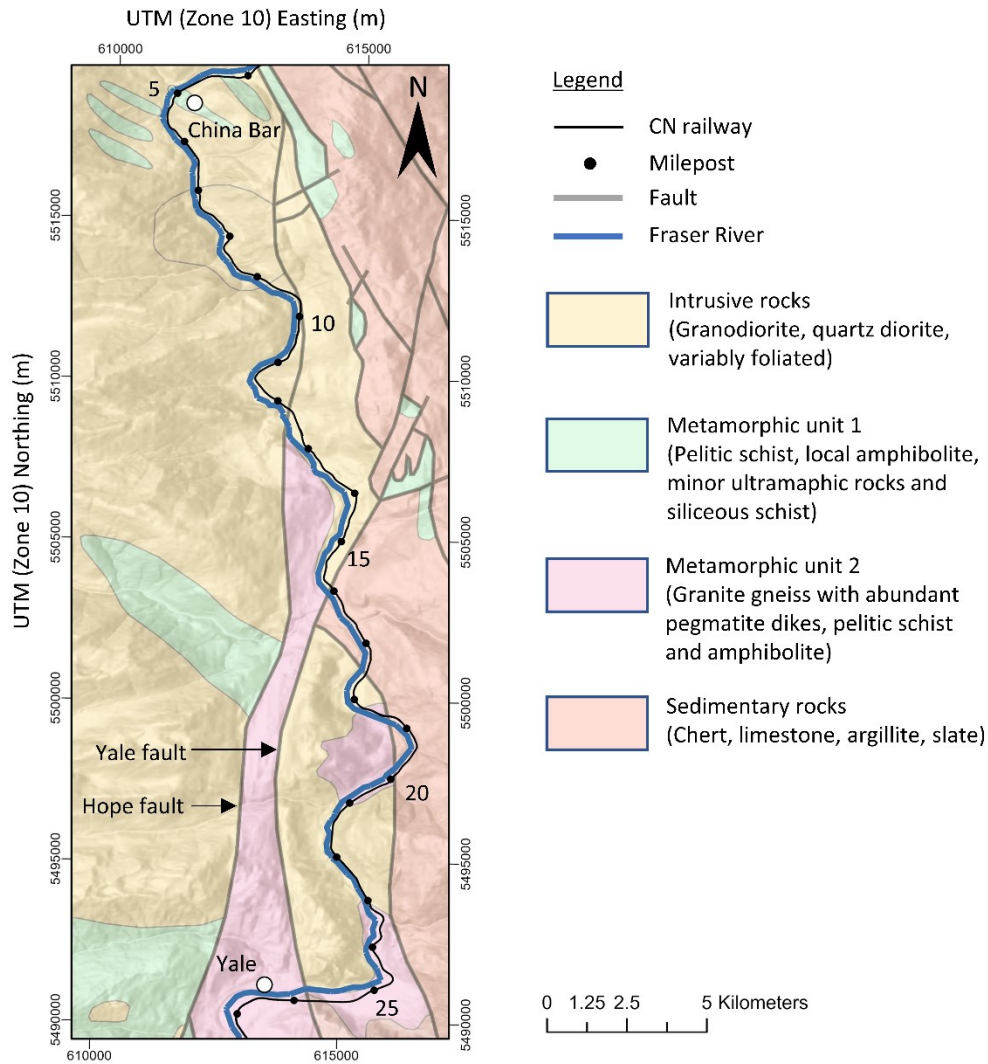 UTM (Zone 10) Easting (m)
610000
615000
5
China Bar
N
5515000
5515000
10
5510000
5510000
UTM (Zone 10) Northing (m)
5505000
5505000
15
5500000
5500000
Yale fault
Hope fault
20
5495000
5495000
Yale
25
5490000
5490000
610000
615000
Legend
CN railway
Milepost
Fault
Fraser River
Intrusive rocks
(Granodiorite, quartz diorite,
variably foliated)
Metamorphic unit 1
(Pelitic schist, local amphibolite,
minor ultramaphic rocks and
siliceous schist)
Metamorphic unit 2
(Granite gneiss with abundant
pegmatite dikes, pelitic schist
and amphibolite)
Sedimentary rocks
(Chert, limestone, argillite, slate)
0 1.25 2.5 5 Kilometers